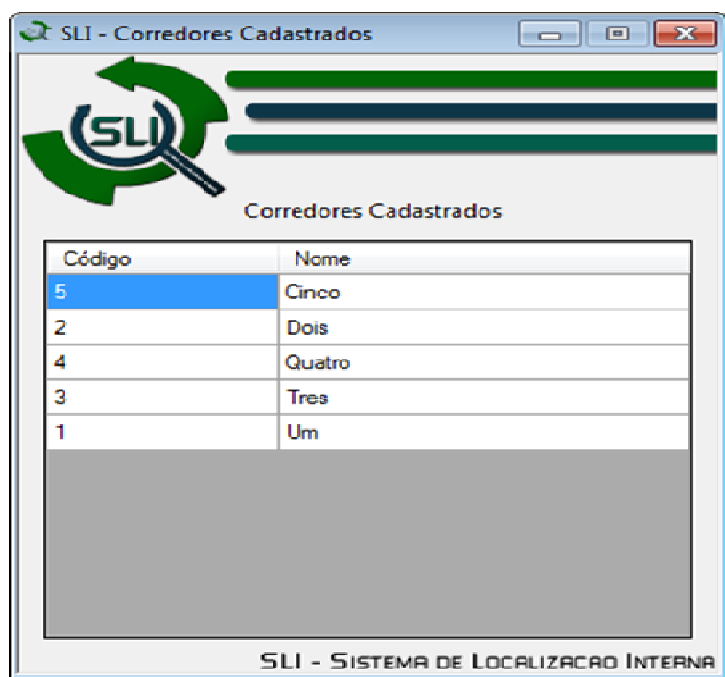 SLI - Corredores Cadastrados
SLI
Corredores Cadastrados
Código Nome
5 Cinco
2 Dois
4 Quatro
3 Tres
1 Um
SLI - SISTEMA DE LOCALIZACAO INTERNA